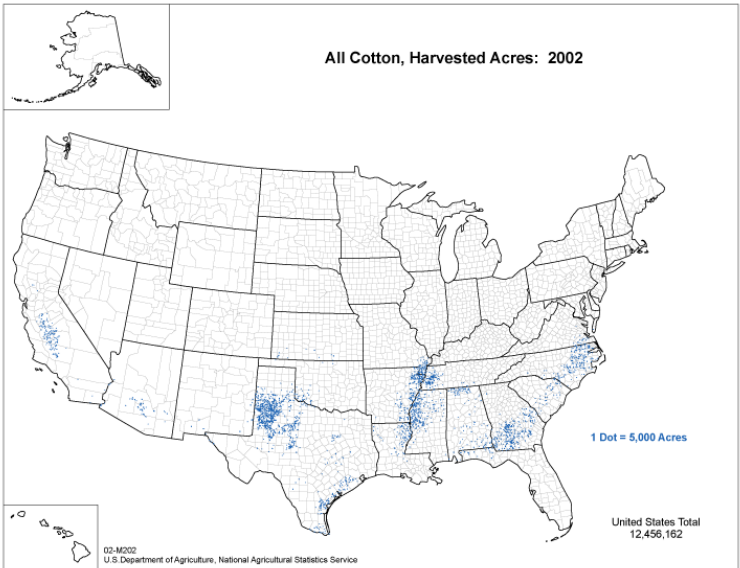 All Cotton, Harvested Acres: 2002
1 Dot = 5,000 Acres
United States Total
12,456,162
02-M202
U.S.Department of Agriculture, National Agricultural Statistics Service